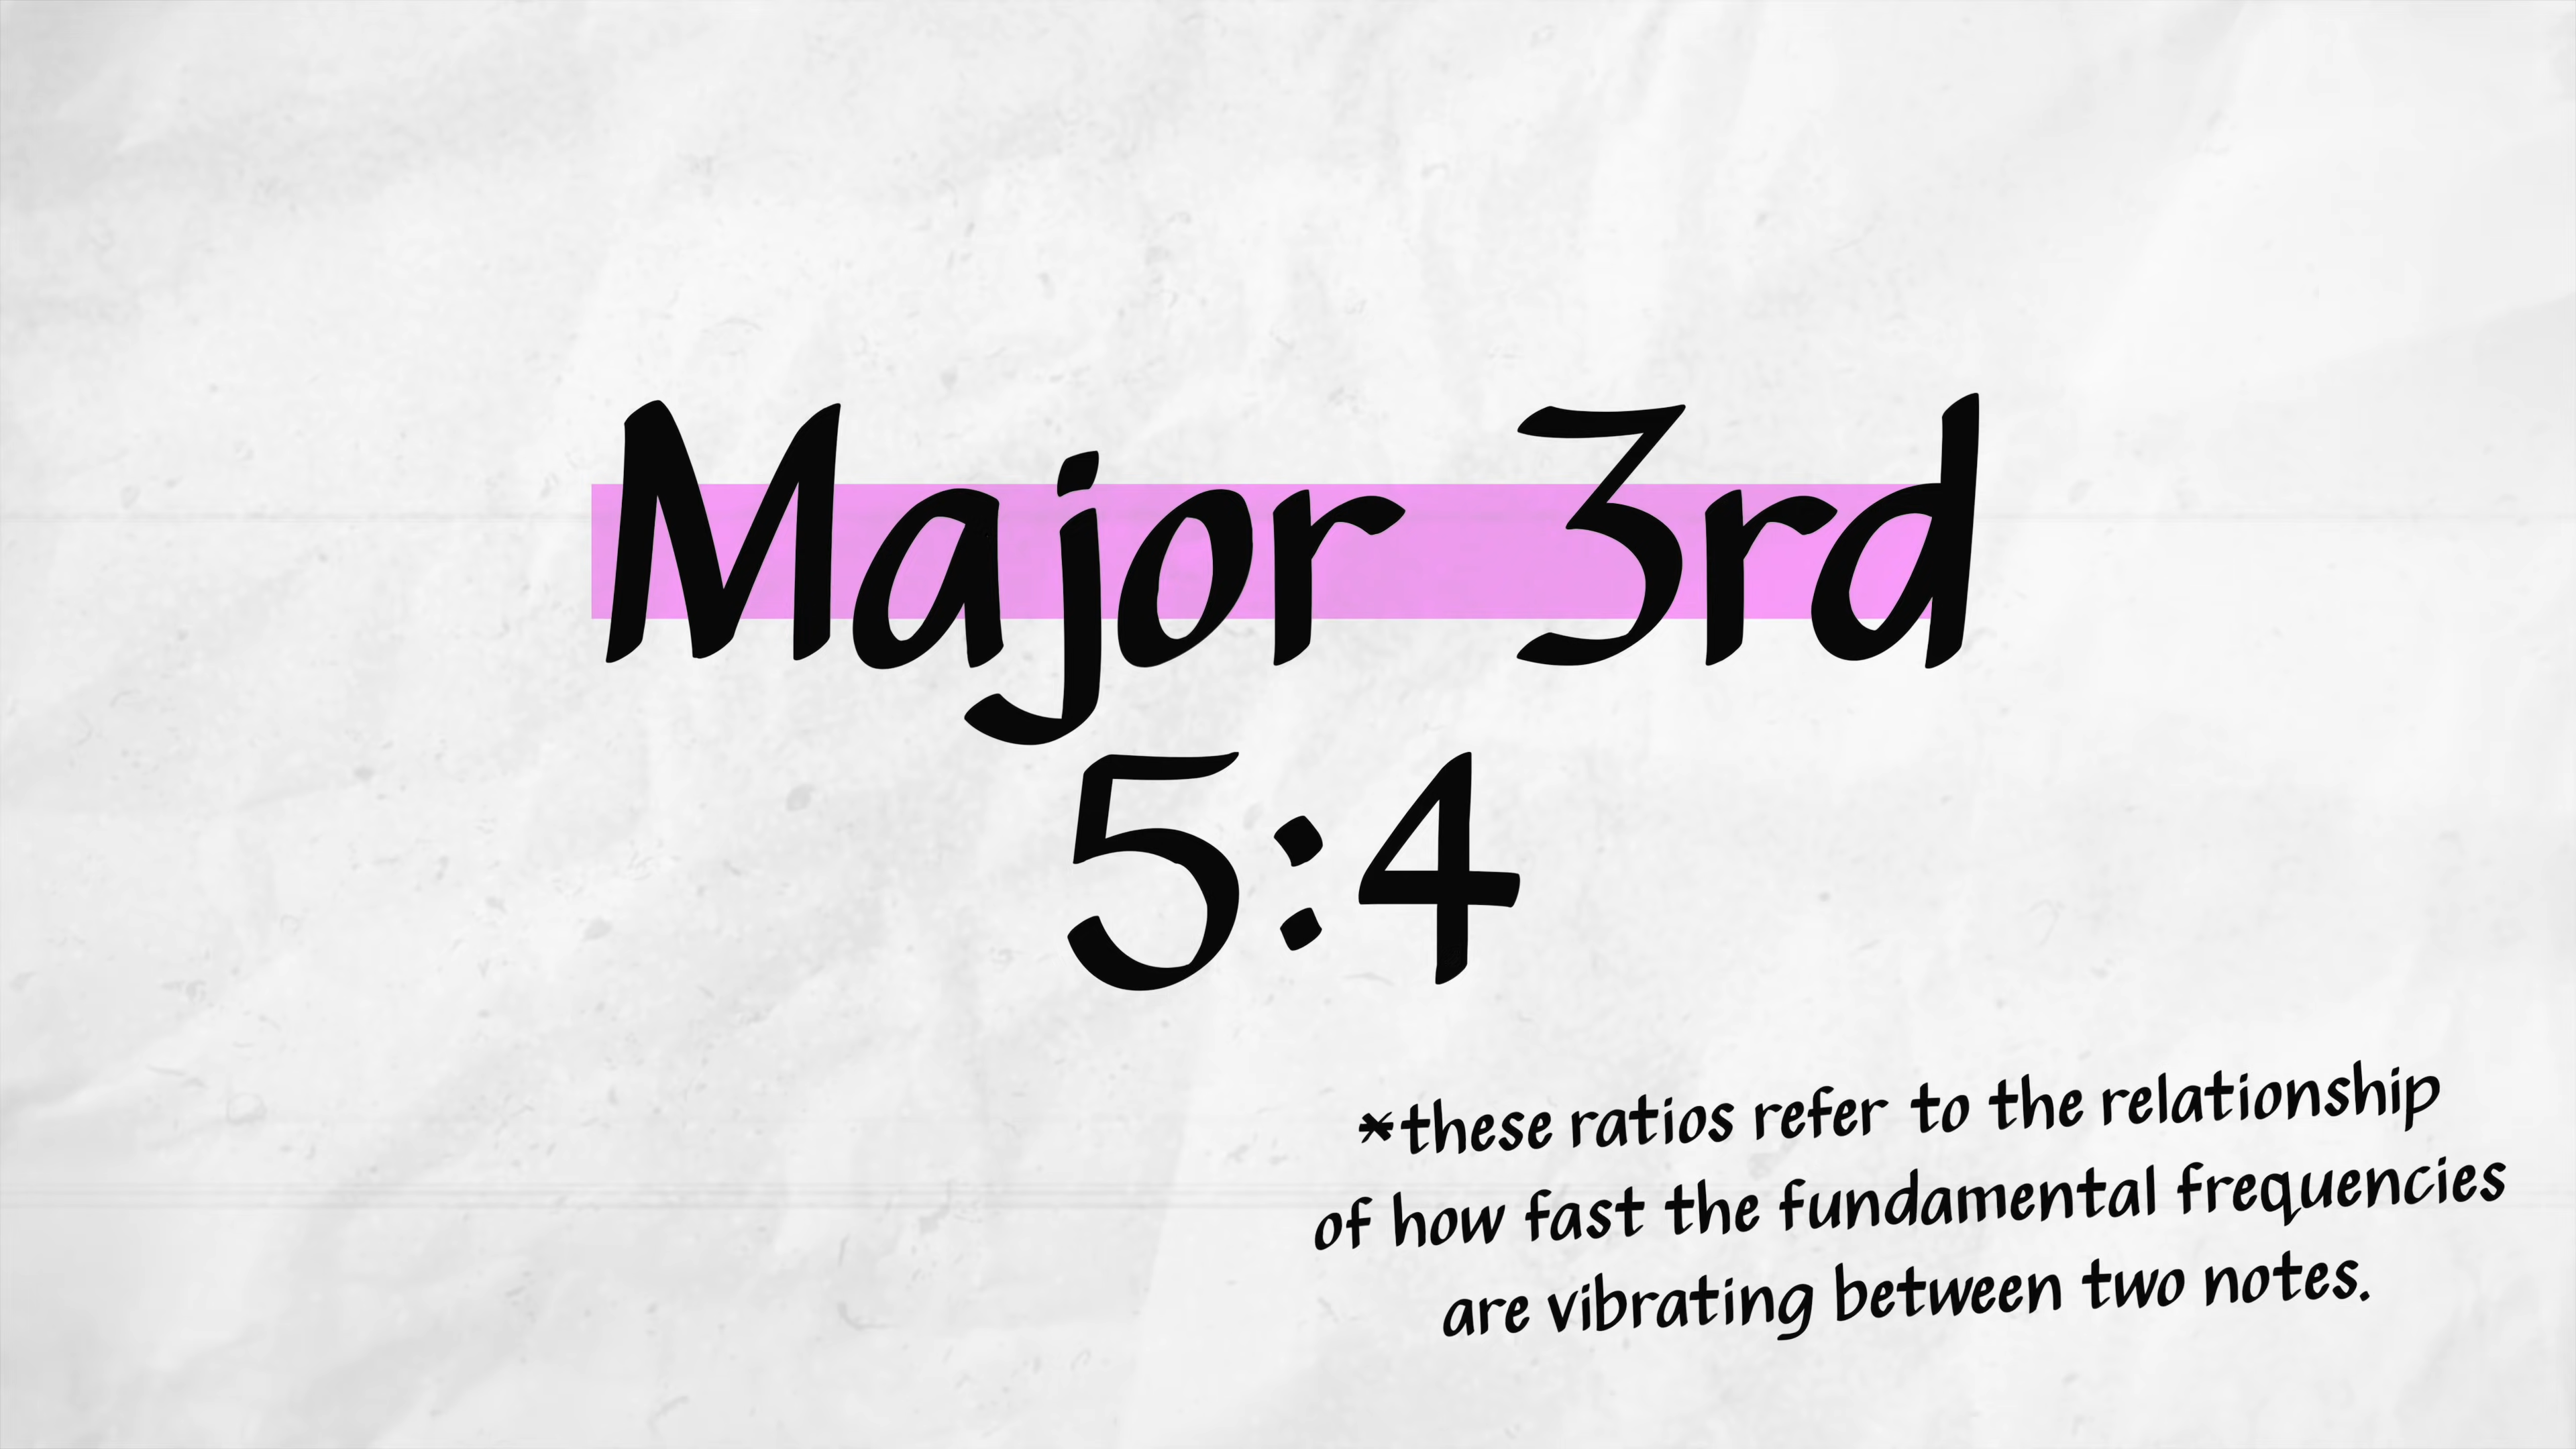 Major 3rd
5:4
*these ratios refer to the relationship
of how fast the fundamental frequencies
are vibrating between two notes.